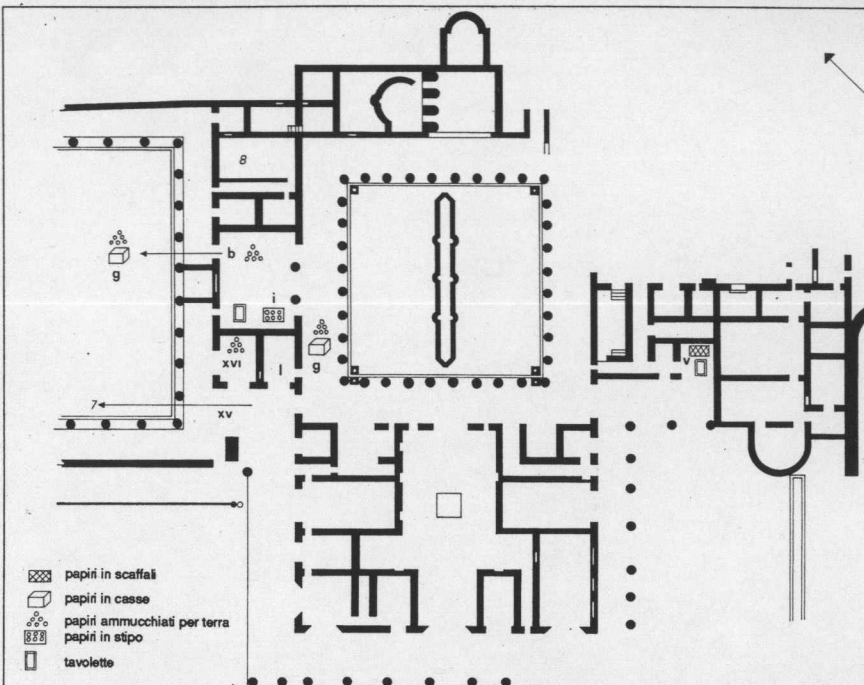 8
b
g
i
xvi
l
g
v
7
xv
papiri in scaffali
papiri in casse
papiri ammucchiati per terra
papiri in stipo
tavolette